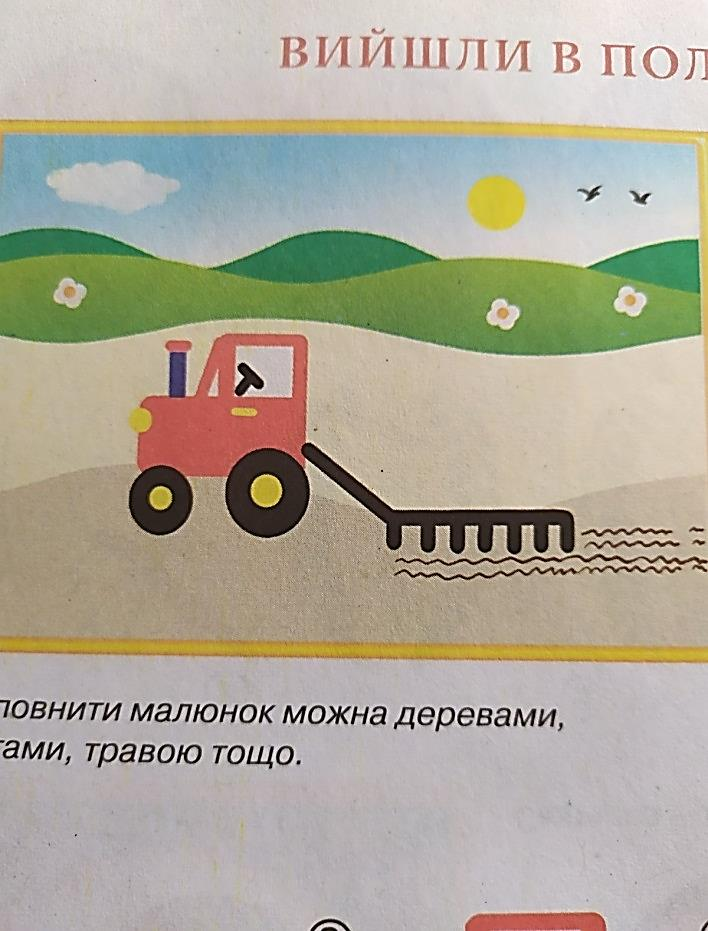 ВИЙШЛИ В ПОЛ
повнити малюнок можна деревами,
тами, травою тощо.